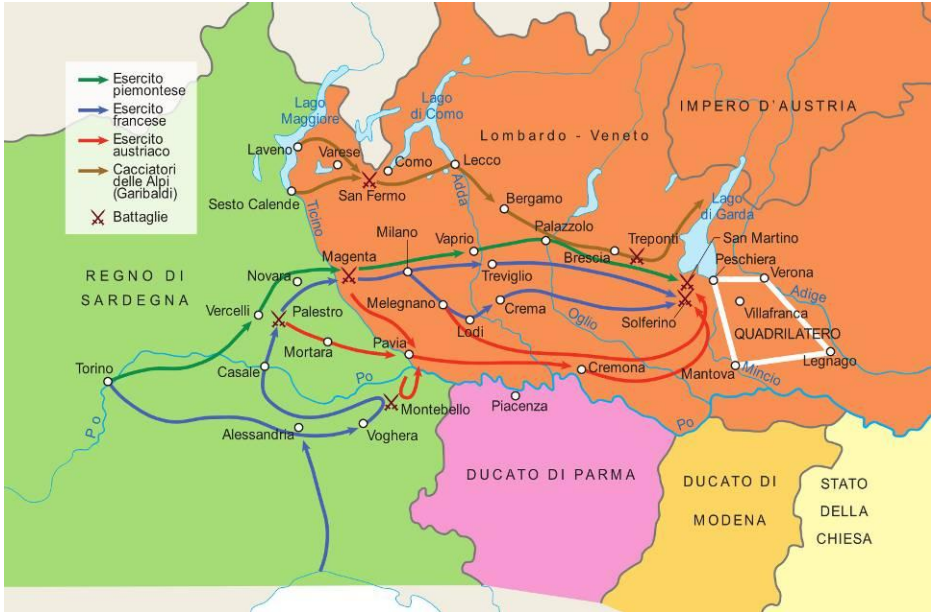 Esercito
piemontese
Esercito
francese
Esercito
austriaco
Cacciatori
delle Alpi
(Garibaldi)
Battaglie
Lago
Maggiore
Lago
di Como
Lombardo - Veneto
IMPERO D'AUSTRIA
Laveno
Varese
Como
Lecco
San Fermo
Sesto Calende
Adda
Bergamo
Lago
di Garda
Ticino
Palazzolo
Treponti
Milano
Vaprio
Brescia
San Martino
Peschiera
Magenta
Treviglio
Verona
REGNO DI
SARDEGNA
Novara
Adige
Vercelli
Palestro
Melegnano
Crema
Villafranca
Lodi
Oglio
Solferino
QUADRILATERO
Mortara
Pavia
Legnago
Torino
Casale
Po
Cremona
Mantova
Mincio
Po
Montebello
Piacenza
Po
Alessandria
Voghera
DUCATO DI PARMA
DUCATO DI
MODENA
STATO
DELLA
CHIESA